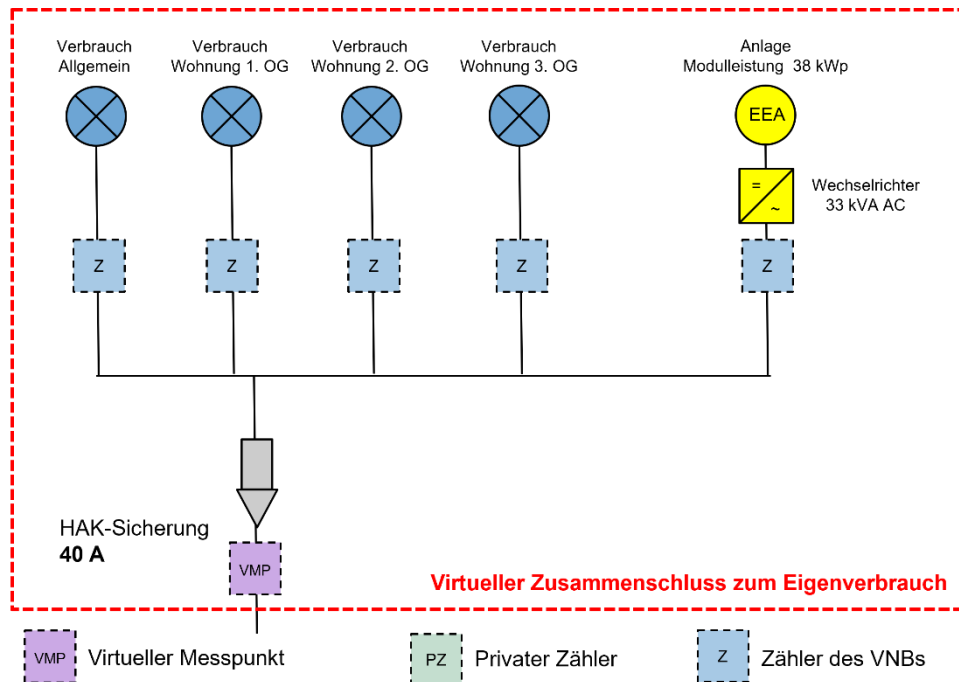 Verbrauch
Allgemein
Verbrauch
Wohnung 1. OG
Verbrauch
Wohnung 2. OG
Verbrauch
Wohnung 3. OG
Anlage
Modulleistung 38 kWp
EEA
=
~
Wechselrichter
33 kVA AC
Z
Z
Z
Z
Z
HAK-Sicherung
40 A
VMP
Virtueller Zusammenschluss zum Eigenverbrauch
VMP Virtueller Messpunkt
PZ Privater Zähler
Z Zähler des VNBs